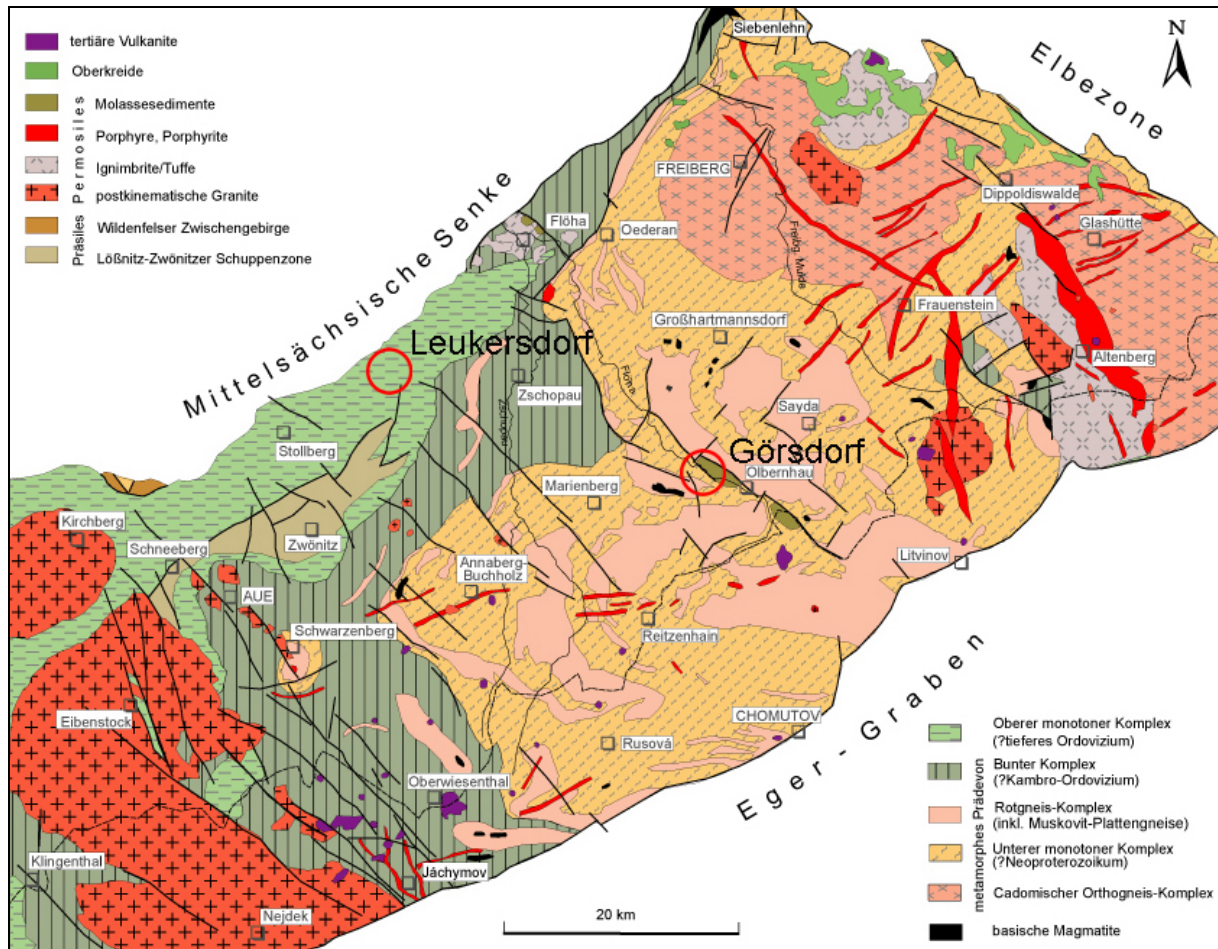 tertiäre Vulkanite
Oberkreide
Permosiles
Molassesedimente
Porphyre, Porphyrite
Ignimbrite/Tuffe
postkinematische Granite
Präsiles
Wildenfelser Zwischengebirge
Lößnitz-Zwönitzer Schuppenzone
Siebenlehn
N
Elbezone
FREIBERG
Dippoldiswalde
Glashütte
Flöha
Oederan
Freibg. Mulde
Mittelsächsische Senke
Frauenstein
Großhartmannsdorf
Altenberg
Leukersdorf
Flöha
Zschopau
Zschopau
Sayda
Stollberg
Görsdorf
Olbernhau
Marienberg
Kirchberg
Zwönitz
Schneeberg
Litvinov
Annaberg-
Buchholz
AUE
Reitzenhain
Schwarzenberg
Eibenstock
CHOMUTOV
Rusová
Eger-Graben
Oberwiesenthal
Klingenthal
Jáchymov
Nejdek
20 km
metamorphes Prädevon
Oberer monotoner Komplex
(?tieferes Ordovizium)
Bunter Komplex
(?Kambro-Ordovizium)
Rotgneis-Komplex
(inkl. Muskovit-Plattengneise)
Unterer monotoner Komplex
(?Neoproterozoikum)
Cadomischer Orthogneis-Komplex
basische Magmatite